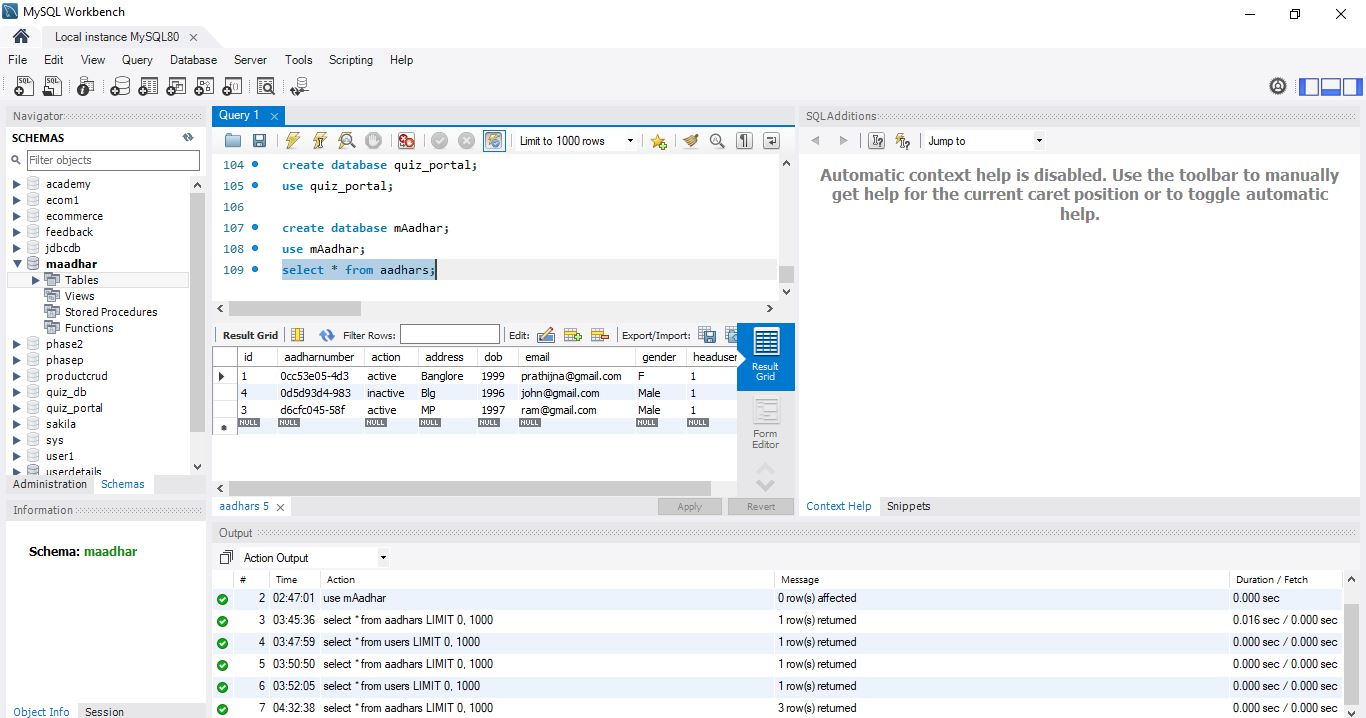 MySQL Workbench
Local instance MySQL80
File Edit View Query Database Server Tools Scripting Help
Navigator
SCHEMAS
Filter objects
academy
ecom1
ecommerce
feedback
jdbcdb
maadhar
Tables
Views
Stored Procedures
Functions
phase2
phasep
productcrud
quiz_db
quiz_portal
sakila
sys
user1
userdetails
Administration Schemas
Information
Schema: maadhar
Object Info Session
Query 1
Limit to 1000 rows
104 create database quiz_portal;
105 use quiz_portal;
106
107 create database mAadhar;
108 use mAadhar;
109 select * from aadhars;
Result Grid Filter Rows: Edit: Export/Import:
id aadharnumber action address dob email gender headuser
1 0cc53e05-4d3 active Banglore 1999 prathijna@gmail.com F 1
4 0d5d93d4-983 inactive Blg 1996 john@gmail.com Male 1
3 d6cfc045-58f active MP 1997 ram@gmail.com Male 1
NULL NULL NULL NULL NULL NULL NULL NULL
Result Grid
Form Editor
aadhars 5
Apply Revert
SQLAdditions
Jump to
Automatic context help is disabled. Use the toolbar to manually
get help for the current caret position or to toggle automatic
help.
Context Help Snippets
Output
Action Output
# Time Action Message Duration / Fetch
2 02:47:01 use mAadhar 0 row(s) affected 0.000 sec
3 03:45:36 select * from aadhars LIMIT 0, 1000 1 row(s) returned 0.016 sec / 0.000 sec
4 03:47:59 select * from users LIMIT 0, 1000 1 row(s) returned 0.000 sec / 0.000 sec
5 03:50:50 select * from aadhars LIMIT 0, 1000 1 row(s) returned 0.000 sec / 0.000 sec
6 03:52:05 select * from users LIMIT 0, 1000 1 row(s) returned 0.000 sec / 0.000 sec
7 04:32:38 select * from aadhars LIMIT 0, 1000 3 row(s) returned 0.000 sec / 0.000 sec